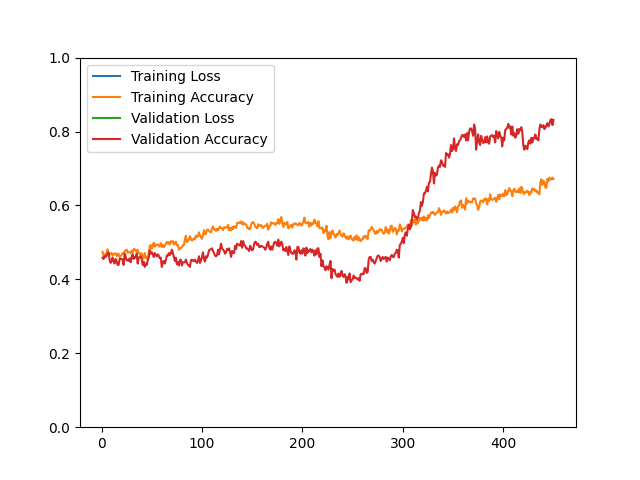 Training Loss
Training Accuracy
Validation Loss
Validation Accuracy
1.0
0.8
0.6
0.4
0.2
0.0
0 100 200 300 400